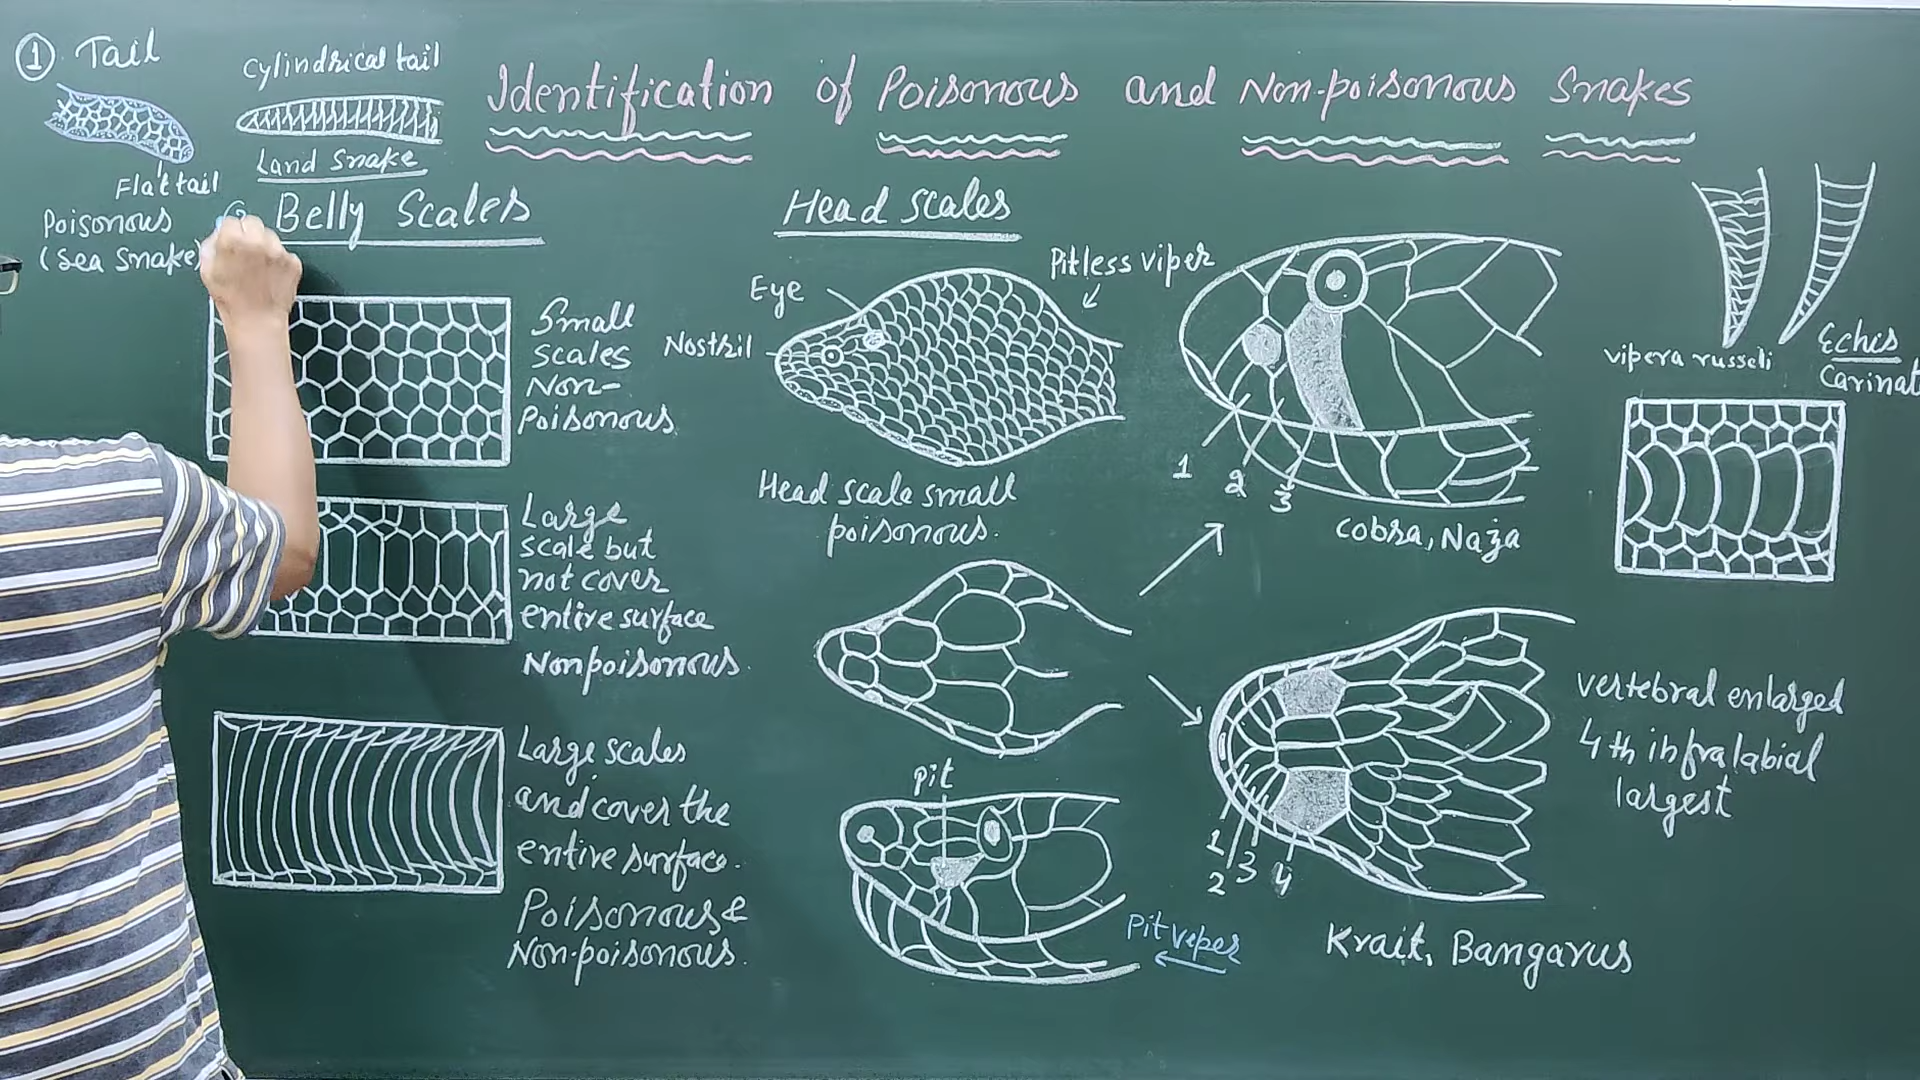 Identification of Poisonous and Non-poisonous Snakes
① Tail
Cylindrical tail
Land Snake
Flat tail
Poisonous
(Sea Snake)
Belly Scales
Small
scales
Non-
Poisonous
Large
scale but
not cover
entire surface
Nonpoisonous.
Large scales
and cover the
entire surface.
Poisonous &
Non-poisonous.
Head scales
Eye
Nostril
Pitless viper
Head scale small
poisonous.
pit
Pit veper
1
2
3
Cobra, Naja
1
2
3
4
Krait, Bangarus
vipera russeli
Echis
Carinat
vertebral enlarged
4 th infralabial
largest